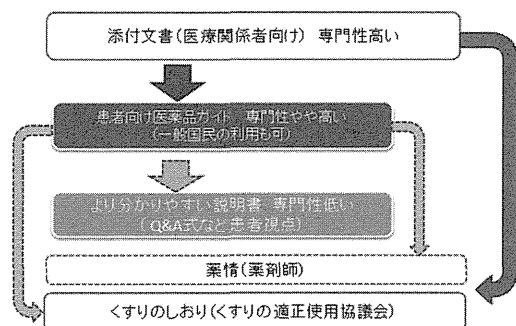 添付文書(医療関係者向け) 専門性高い
患者向け医薬品ガイド 専門性やや高い
(一般国民の利用も可)
より分かりやすい説明書 専門性低い
( Q&A式など患者視点)
薬情(薬剤師)
くすりのしおり(くすりの適正使用協議会)